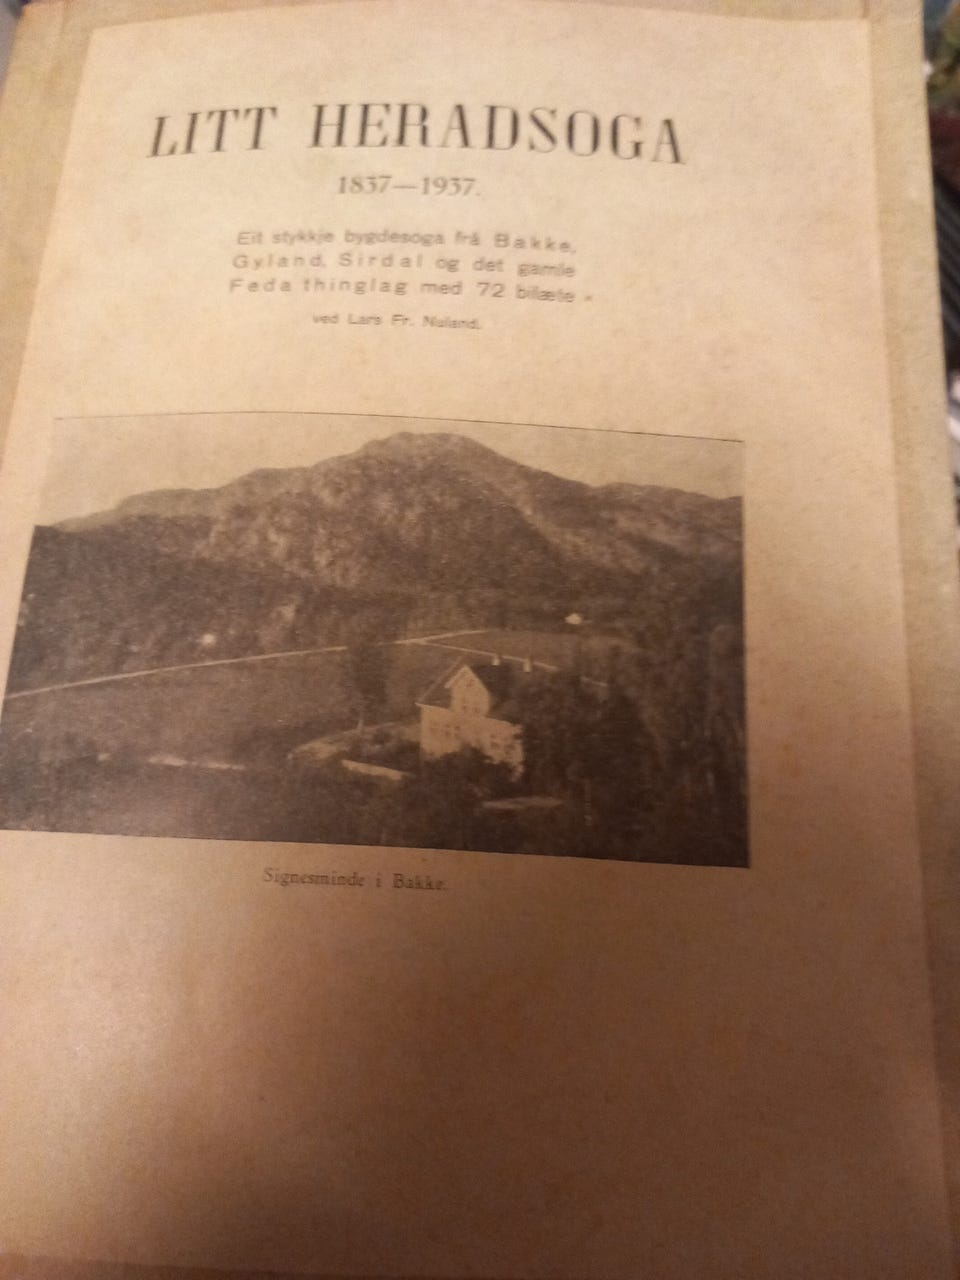 LITT HERADSOGA
1837—1937.
Eit stykkje bygdesoga frå Bakke,
Gyland, Sirdal og det gamle
Feda thinglag med 72 bilæte
ved Lars Fr. Nuland.
Signesminde i Bakke.